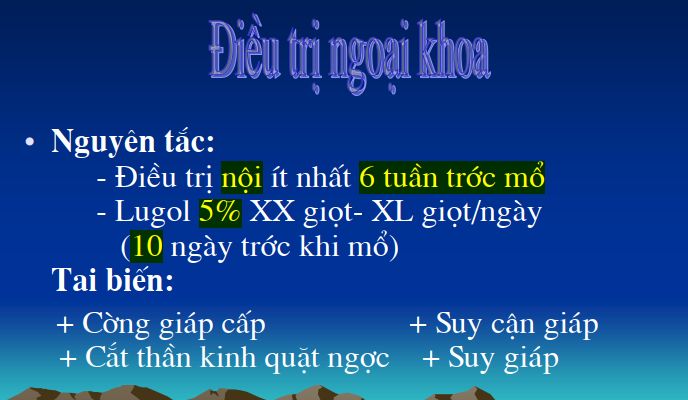 Điều trị ngoại khoa
• Nguyên tắc:
- Điều trị nội ít nhất 6 tuần trớc mổ
- Lugol 5% XX giọt- XL giọt/ngày
(10 ngày trớc khi mổ)
Tai biến:
+ Cờng giáp cấp + Suy cận giáp
+ Cắt thần kinh quặt ngợc + Suy giáp